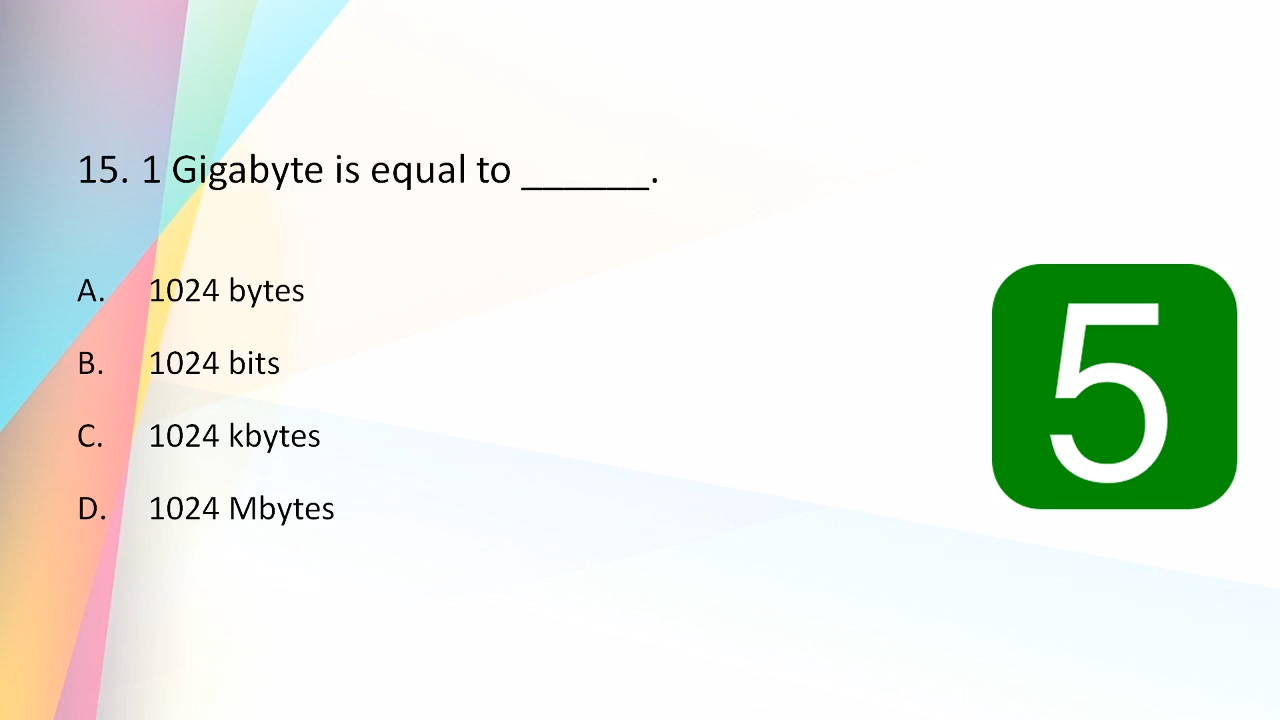 15. 1 Gigabyte is equal to ______.
A. 1024 bytes
B. 1024 bits
C. 1024 kbytes
D. 1024 Mbytes
5